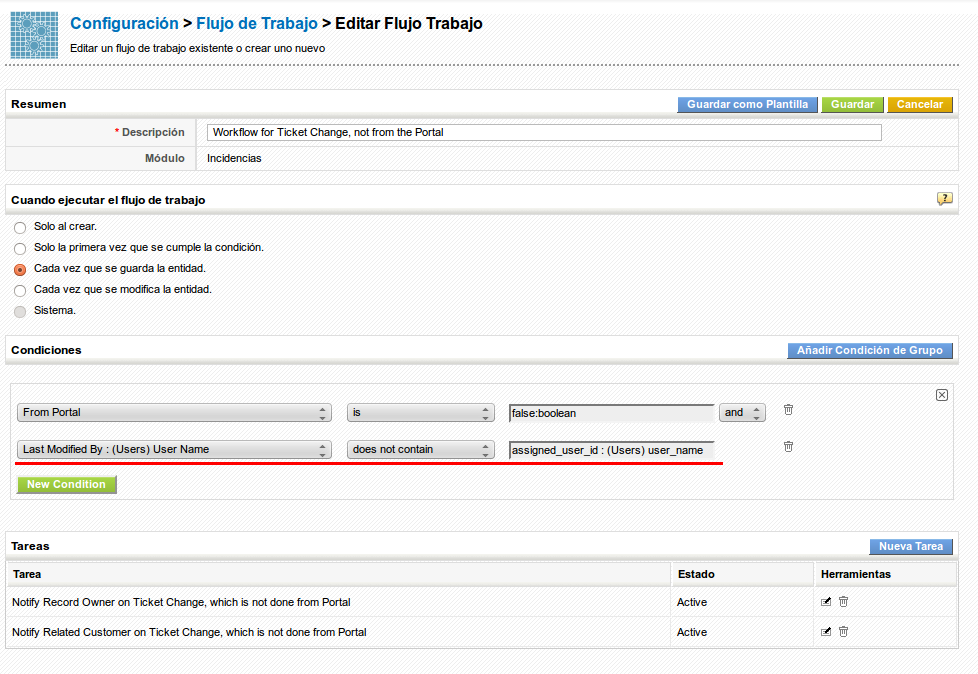 Configuración > Flujo de Trabajo > Editar Flujo Trabajo
Editar un flujo de trabajo existente o crear uno nuevo
Resumen Guardar como Plantilla Guardar Cancelar
* Descripción Workflow for Ticket Change, not from the Portal
Módulo Incidencias
Cuando ejecutar el flujo de trabajo ?
Solo al crear.
Solo la primera vez que se cumple la condición.
Cada vez que se guarda la entidad.
Cada vez que se modifica la entidad.
Sistema.
Condiciones Añadir Condición de Grupo
From Portal is false:boolean and
Last Modified By : (Users) User Name does not contain assigned_user_id : (Users) user_name
New Condition
Tareas Nueva Tarea
Tarea Estado Herramientas
Notify Record Owner on Ticket Change, which is not done from Portal Active
Notify Related Customer on Ticket Change, which is not done from Portal Active